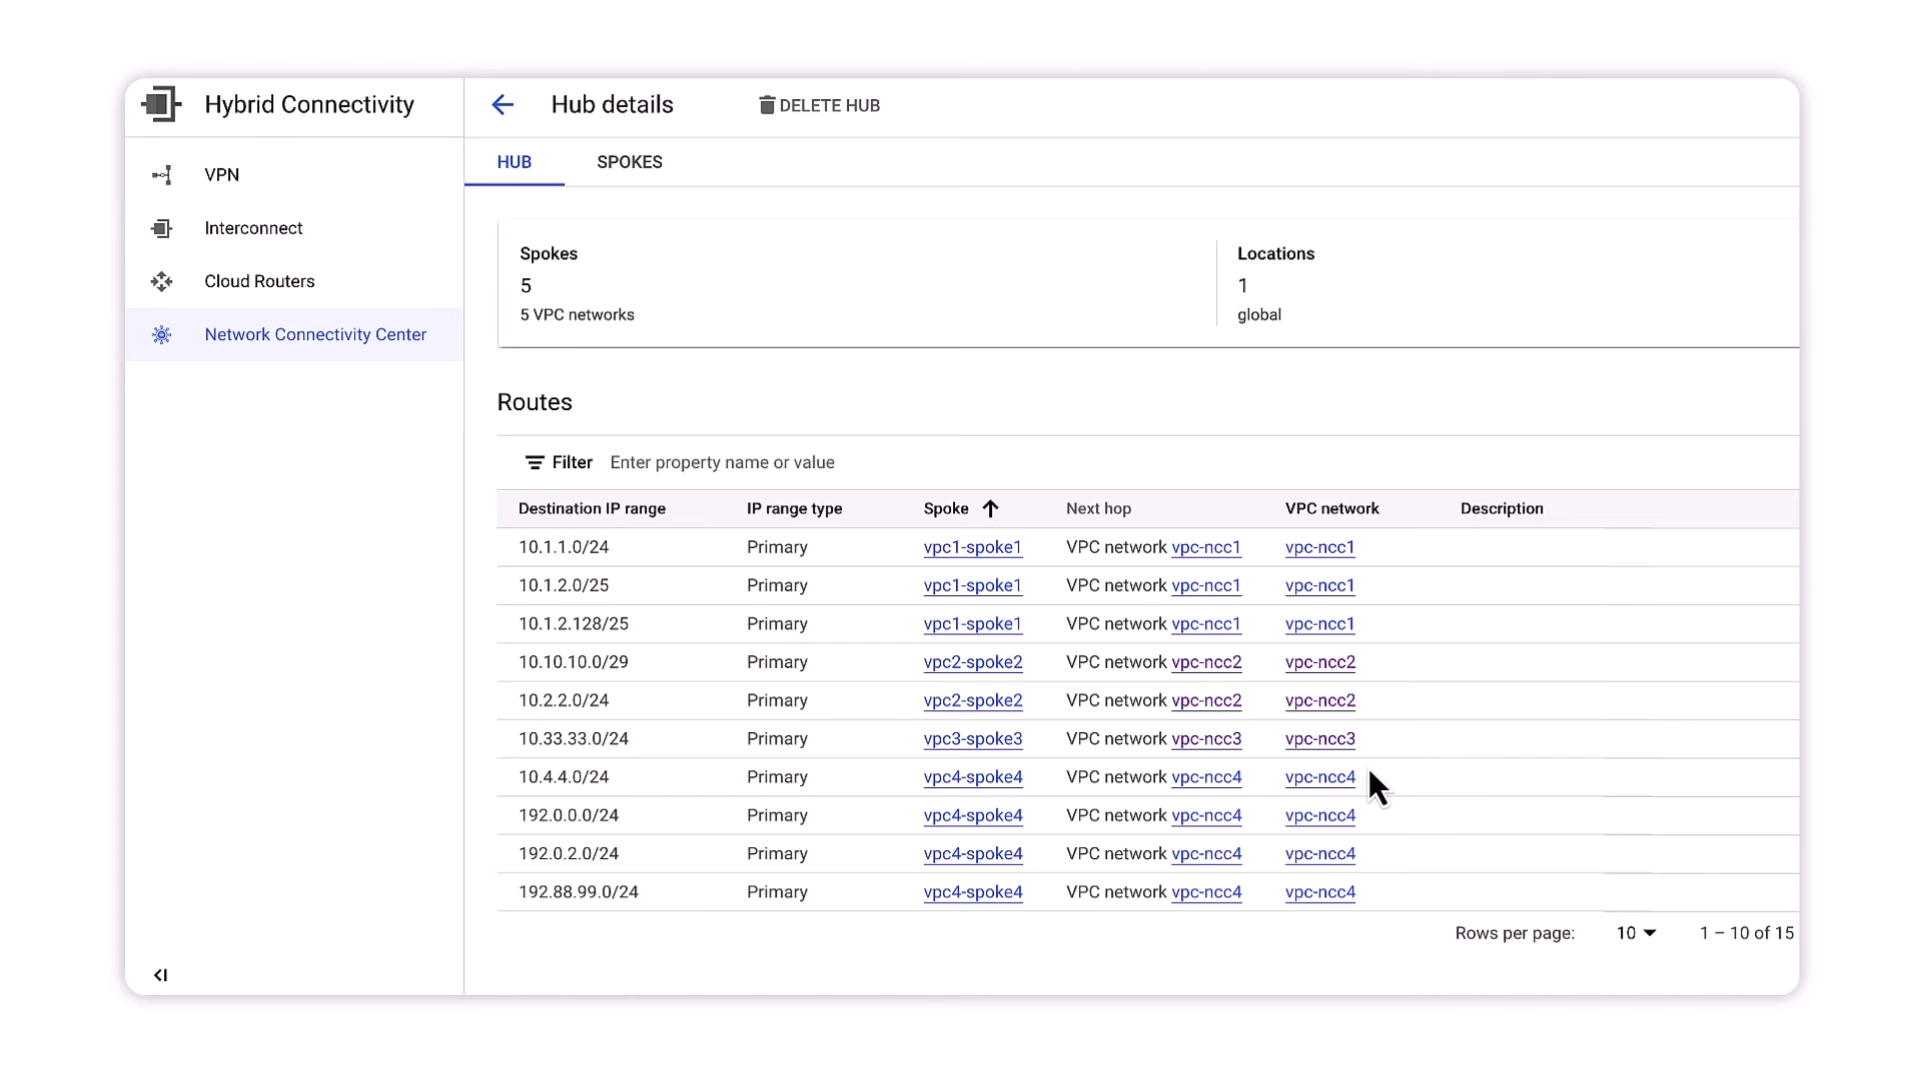 Hybrid Connectivity
Hub details
DELETE HUB
VPN
Interconnect
Cloud Routers
Network Connectivity Center
HUB SPOKES
Spokes
5
5 VPC networks
Locations
1
global
Routes
Filter Enter property name or value
Destination IP range IP range type Spoke Next hop VPC network Description
10.1.1.0/24 Primary vpc1-spoke1 VPC network vpc-ncc1 vpc-ncc1
10.1.2.0/25 Primary vpc1-spoke1 VPC network vpc-ncc1 vpc-ncc1
10.1.2.128/25 Primary vpc1-spoke1 VPC network vpc-ncc1 vpc-ncc1
10.10.10.0/29 Primary vpc2-spoke2 VPC network vpc-ncc2 vpc-ncc2
10.2.2.0/24 Primary vpc2-spoke2 VPC network vpc-ncc2 vpc-ncc2
10.33.33.0/24 Primary vpc3-spoke3 VPC network vpc-ncc3 vpc-ncc3
10.4.4.0/24 Primary vpc4-spoke4 VPC network vpc-ncc4 vpc-ncc4
192.0.0.0/24 Primary vpc4-spoke4 VPC network vpc-ncc4 vpc-ncc4
192.0.2.0/24 Primary vpc4-spoke4 VPC network vpc-ncc4 vpc-ncc4
192.88.99.0/24 Primary vpc4-spoke4 VPC network vpc-ncc4 vpc-ncc4
Rows per page: 10 1 – 10 of 15